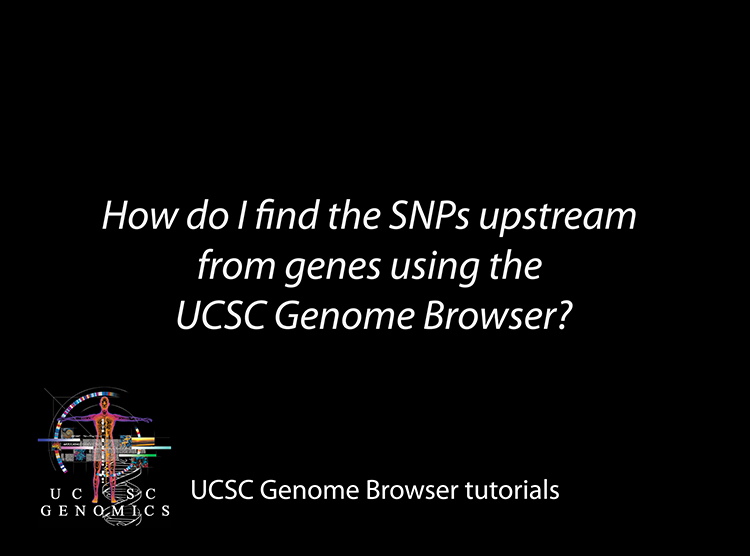 How do I find the SNPs upstream
from genes using the
UCSC Genome Browser?
UC SC
GENOMICS
UCSC Genome Browser tutorials